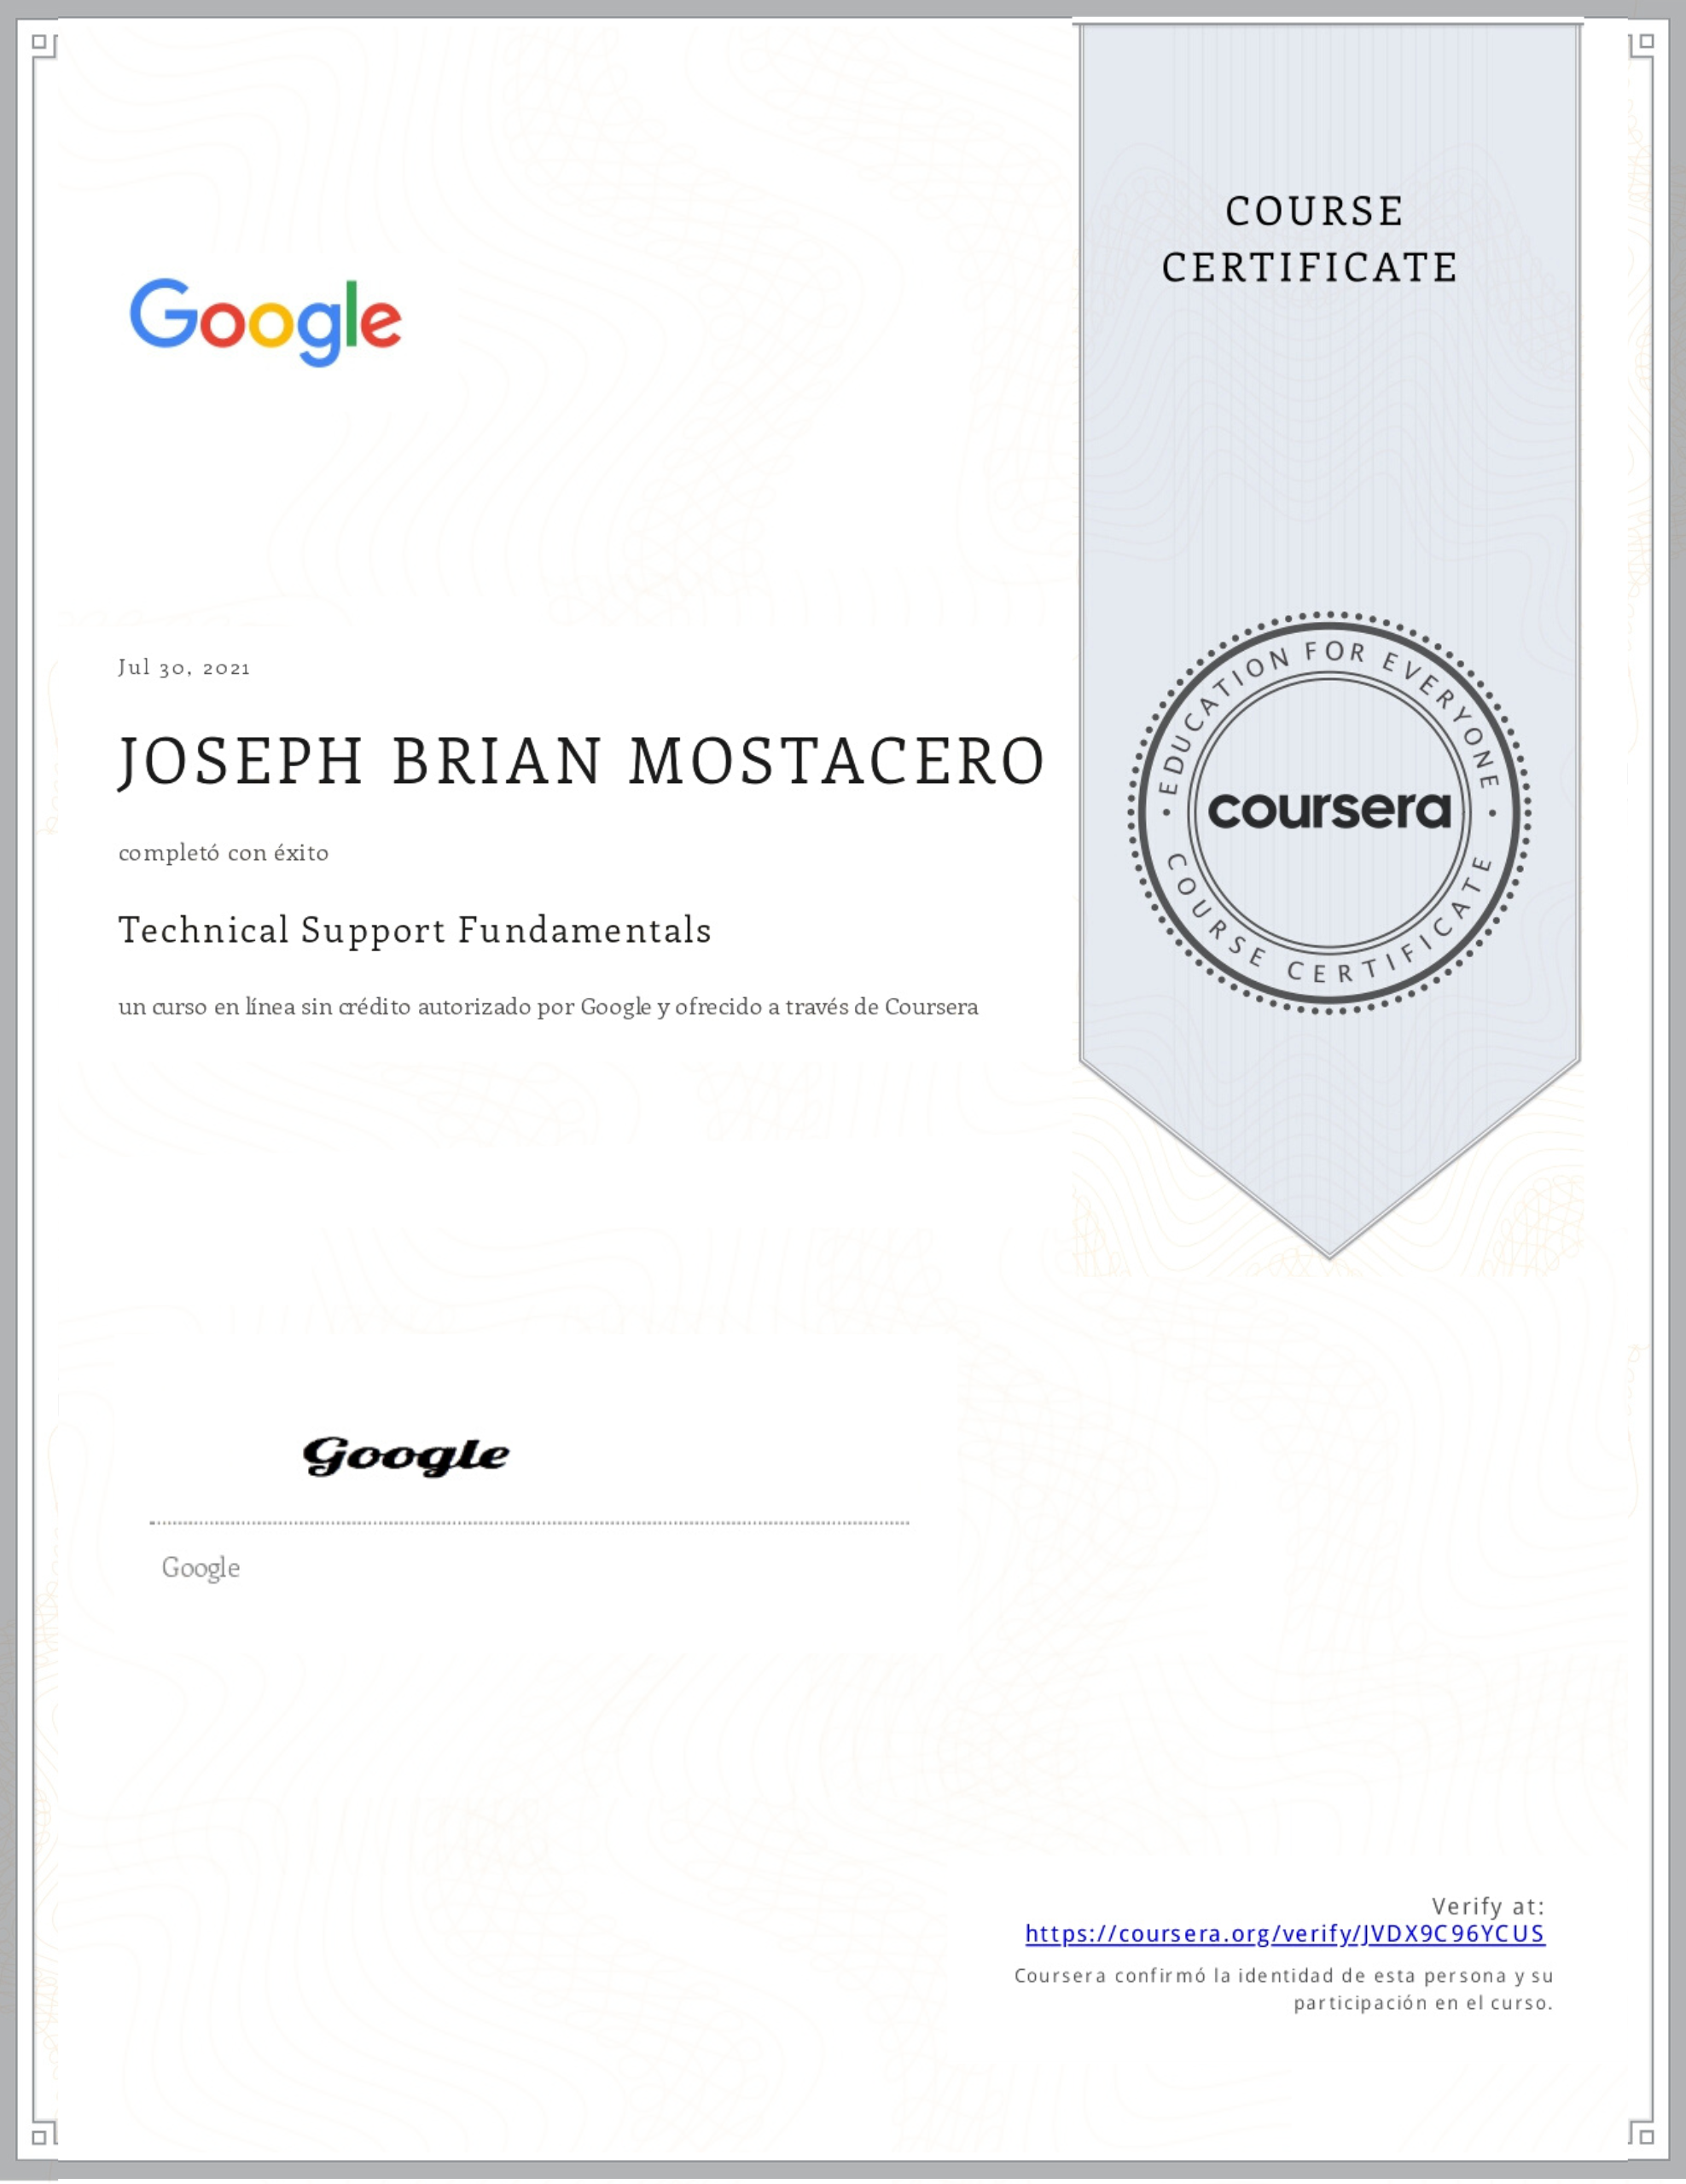 COURSE
CERTIFICATE
Google
EDUCATION FOR EVERYONE
coursera
COURSE CERTIFICATE
Jul 30, 2021
JOSEPH BRIAN MOSTACERO
completó con éxito
Technical Support Fundamentals
un curso en línea sin crédito autorizado por Google y ofrecido a través de Coursera
Google
Google
Verify at:
https://coursera.org/verify/JVDX9C96YCUS
Coursera confirmó la identidad de esta persona y su
participación en el curso.